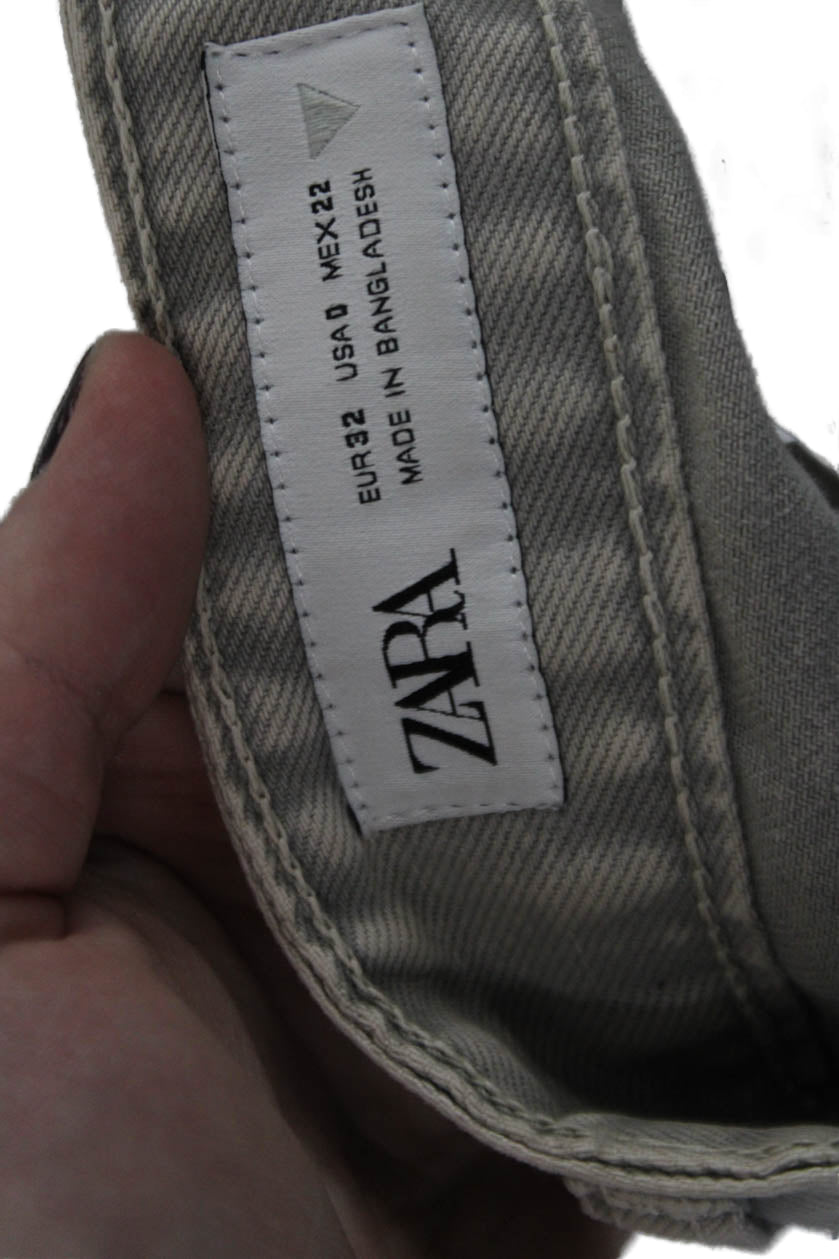 ZARA
EUR 32 USA 0 MEX 22
MADE IN BANGLADESH